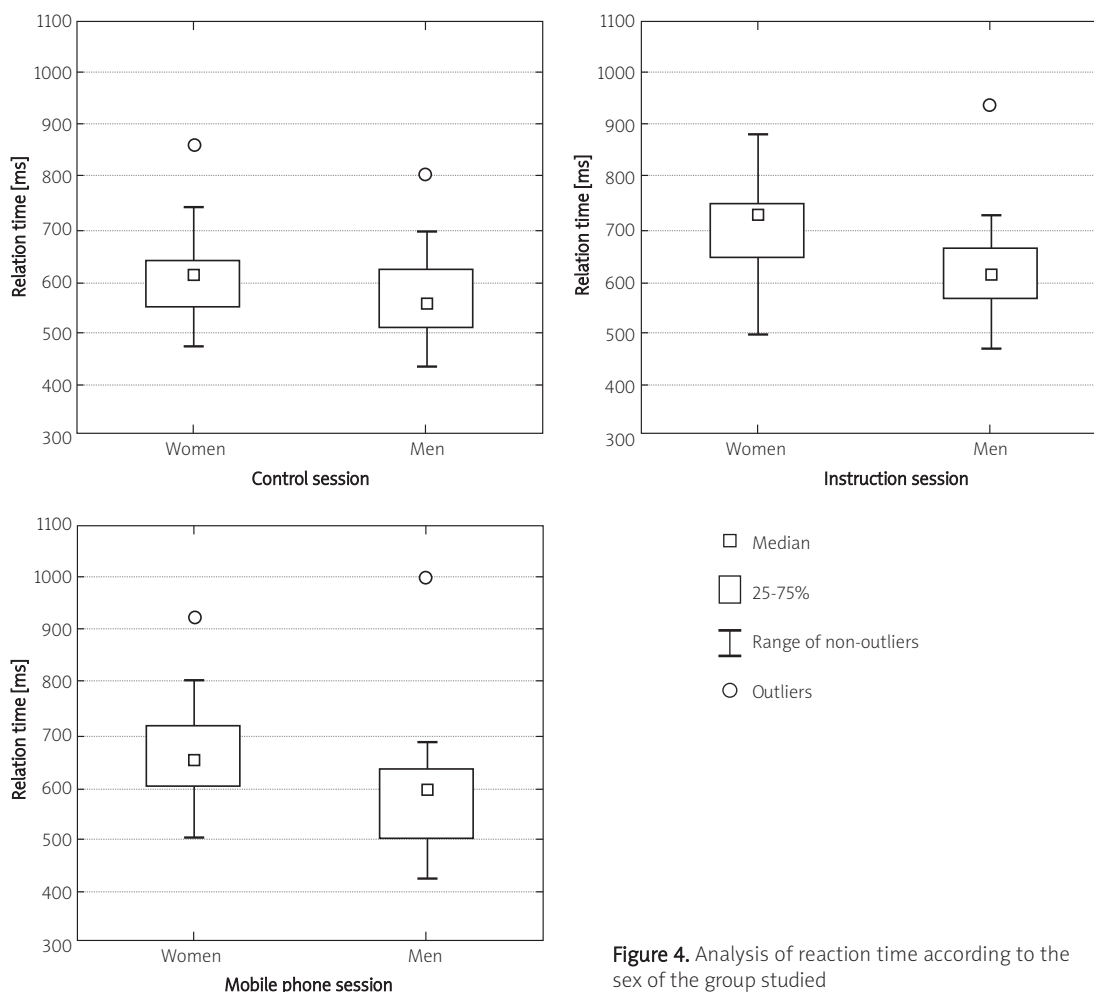 1100
1000
900
800
700
600
500
400
300
Relation time [ms]
Women
Men
Control session
1100
1000
900
800
700
600
500
400
300
Relation time [ms]
Women
Men
Instruction session
1100
1000
900
800
700
600
500
400
300
Relation time [ms]
Women
Men
Mobile phone session
Median
25-75%
Range of non-outliers
Outliers
Figure 4. Analysis of reaction time according to the
sex of the group studied